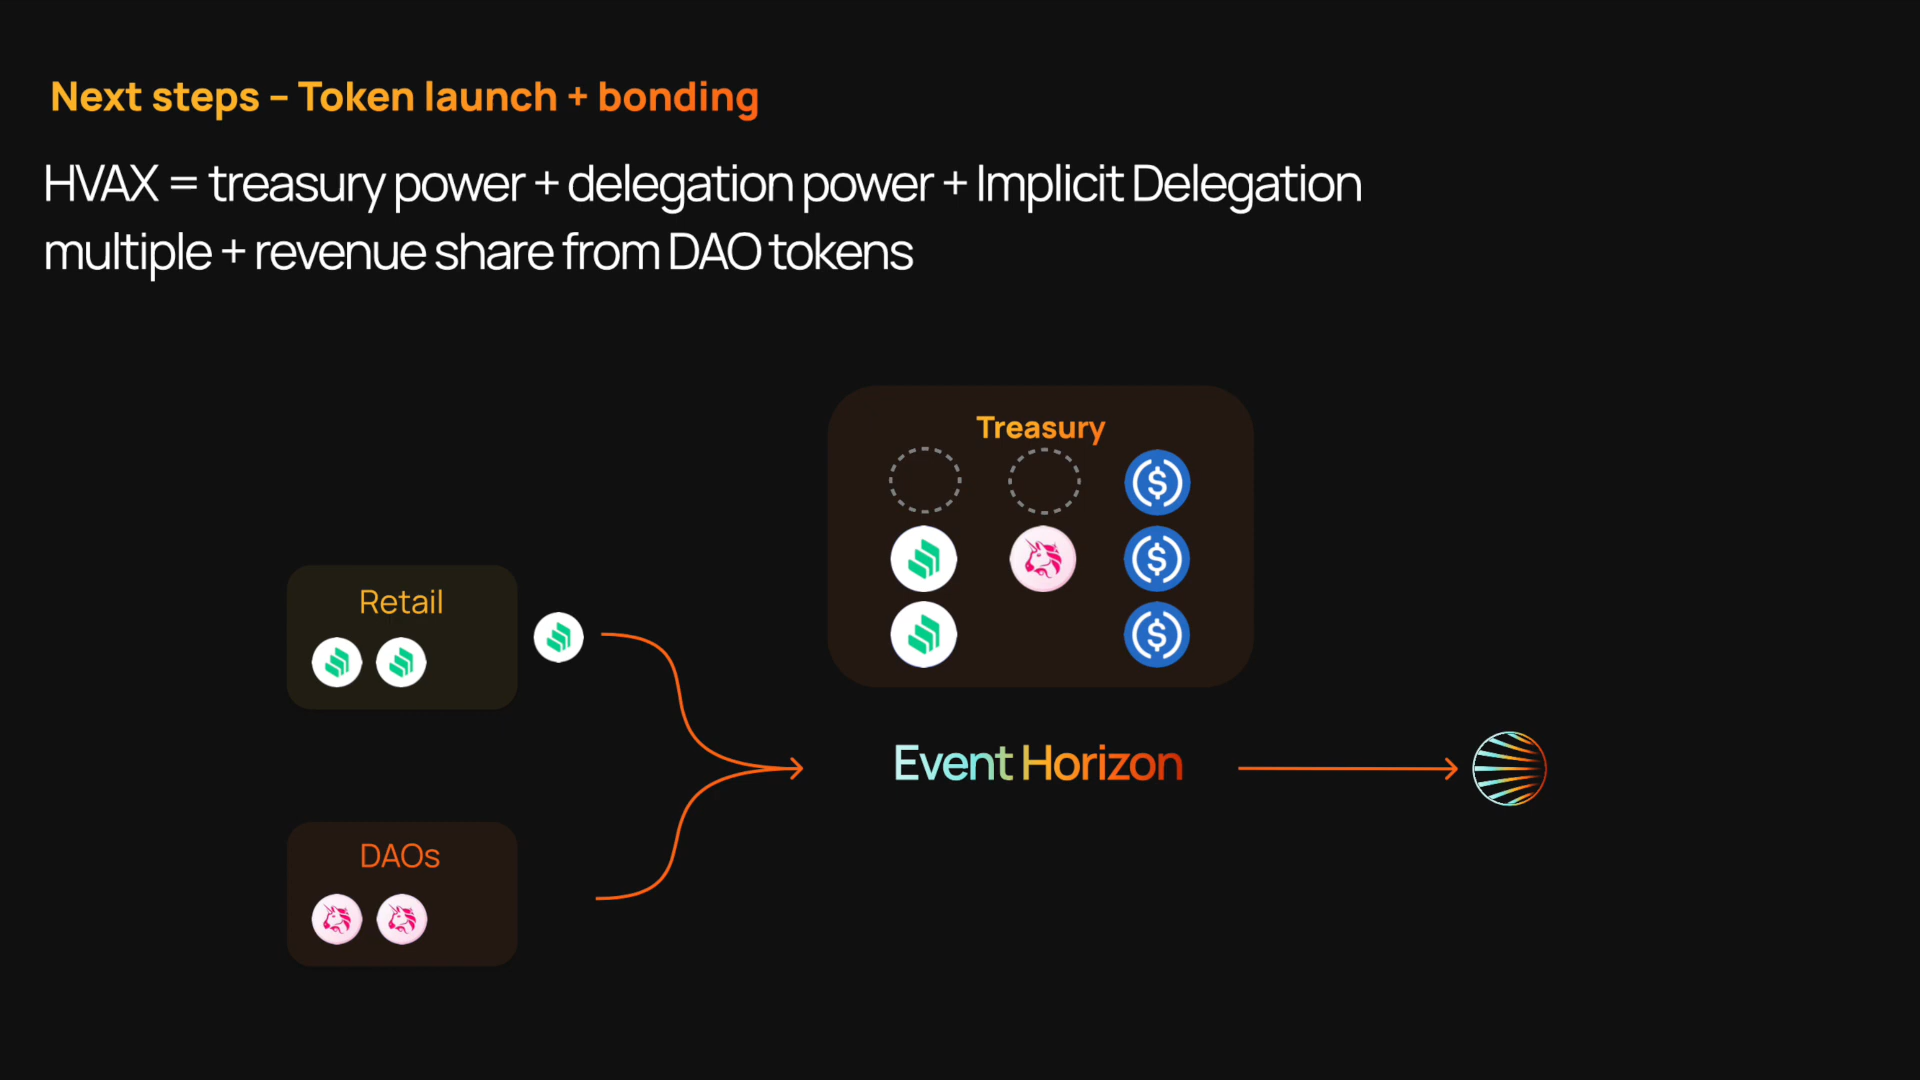 Next steps – Token launch + bonding
HVAX = treasury power + delegation power + Implicit Delegation
multiple + revenue share from DAO tokens
Treasury
Retail
Event Horizon
DAOs